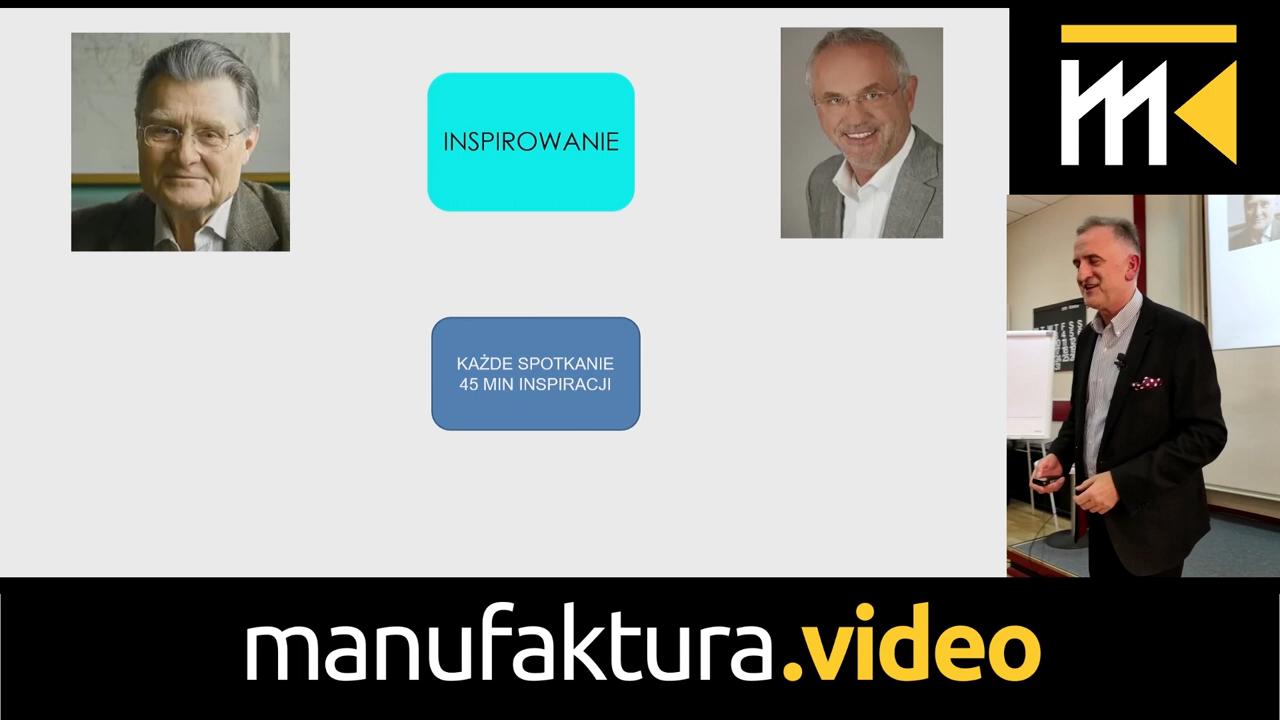 INSPIROWANIE
KAŻDE SPOTKANIE
45 MIN INSPIRACJI
manufaktura.video